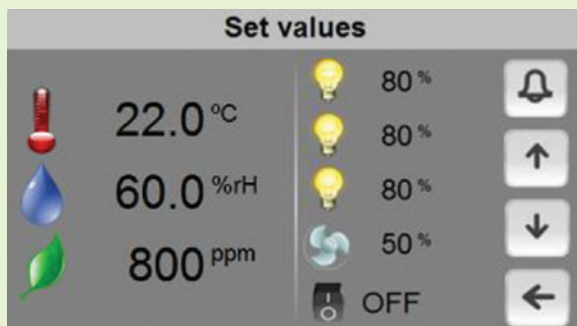 Set values
22.0 °C
60.0 %rH
800 ppm
80 %
80 %
80 %
50 %
OFF